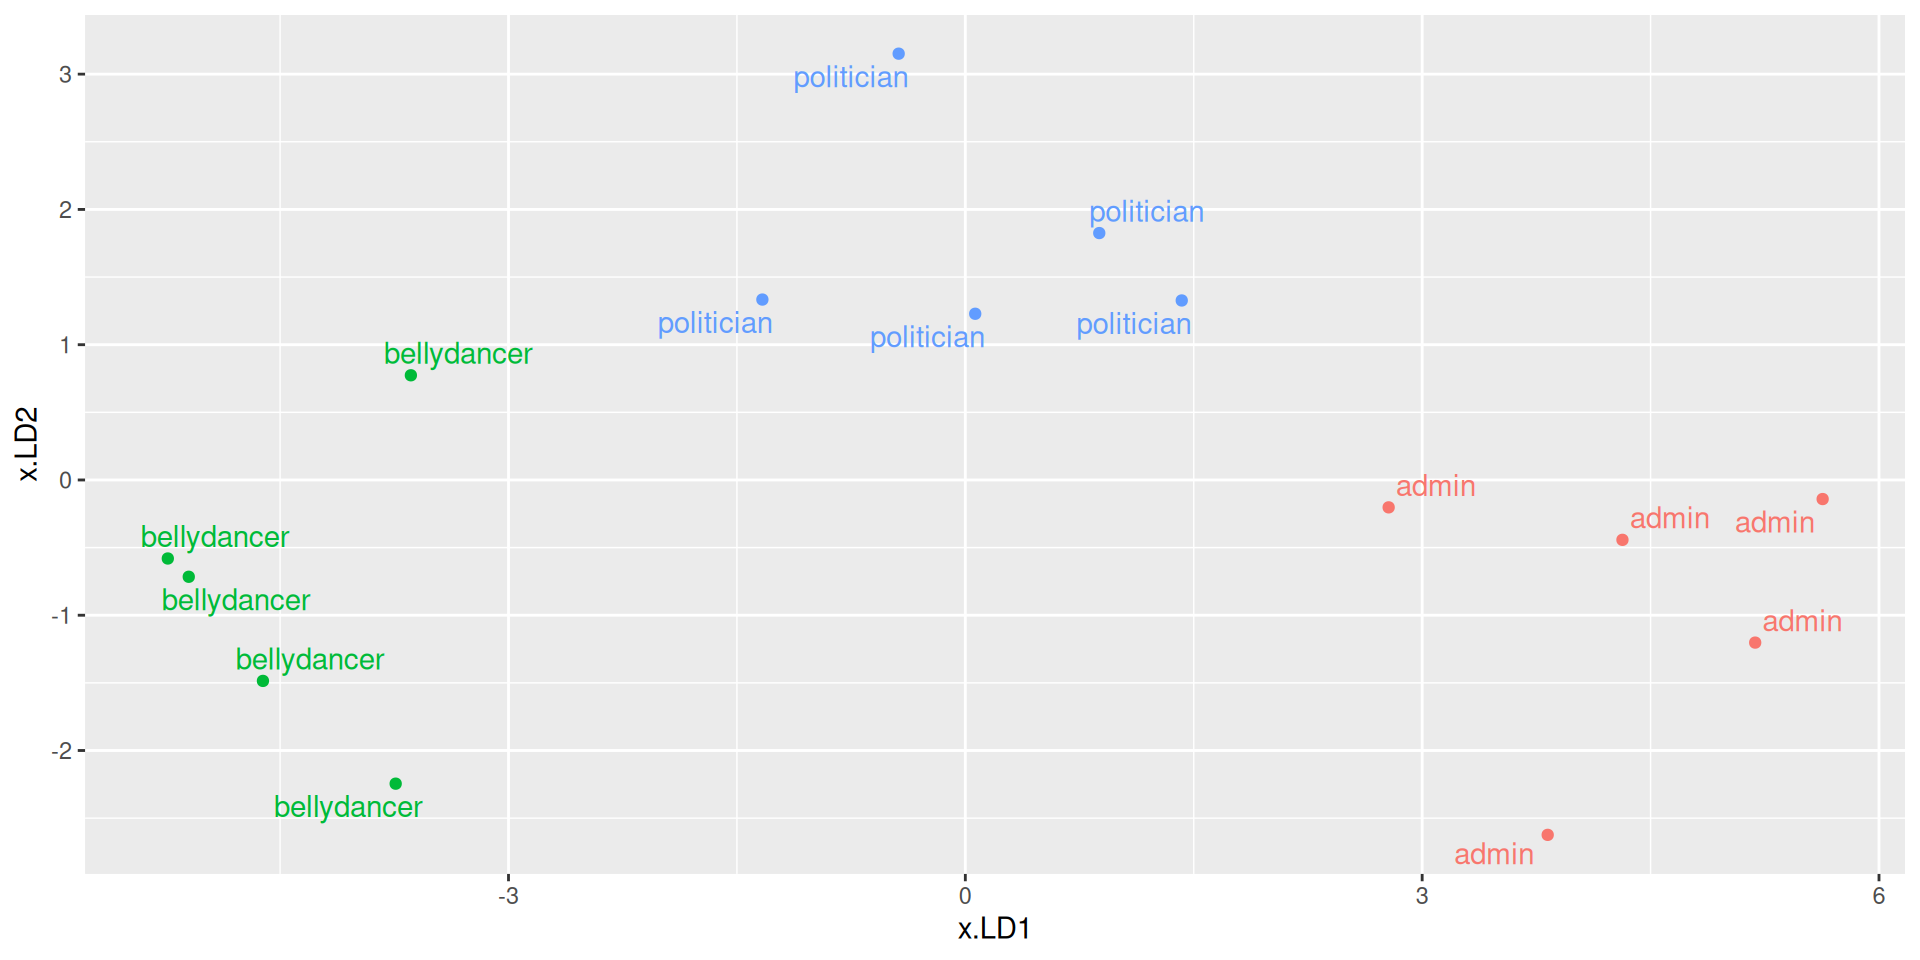 3
politician
2
politician
politician
politician
politician
1
bellydancer
x.LD2
0
admin
admin
admin
bellydancer
bellydancer
-1
admin
bellydancer
-2
bellydancer
admin
-3
0
3
6
x.LD1